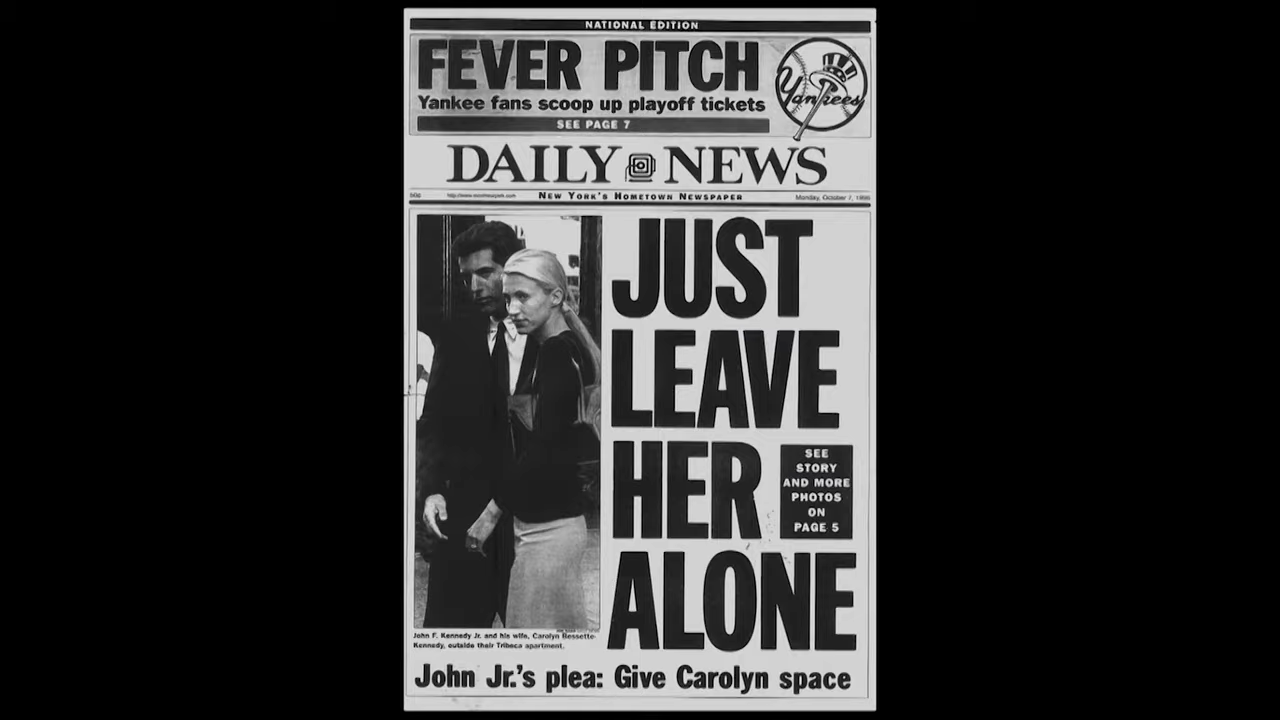 NATIONAL EDITION
FEVER PITCH
Yankee fans scoop up playoff tickets
SEE PAGE 7
Yankees
DAILY NEWS
50¢
NEW YORK'S HOMETOWN NEWSPAPER
Monday, October 7, 1996
JUST
LEAVE
HER
ALONE
SEE
STORY
AND MORE
PHOTOS
ON
PAGE 5
John F. Kennedy Jr. and his wife, Carolyn Bessette-
Kennedy, outside their Tribeca apartment.
John Jr.'s plea: Give Carolyn space